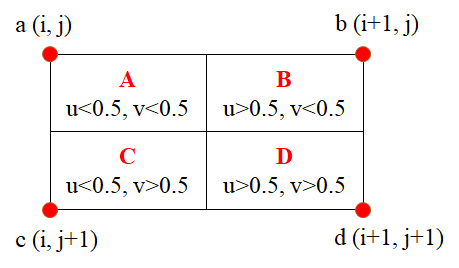 a (i, j)
b (i+1, j)
A
u<0.5, v<0.5
B
u>0.5, v<0.5
C
u<0.5, v>0.5
D
u>0.5, v>0.5
c (i, j+1)
d (i+1, j+1)